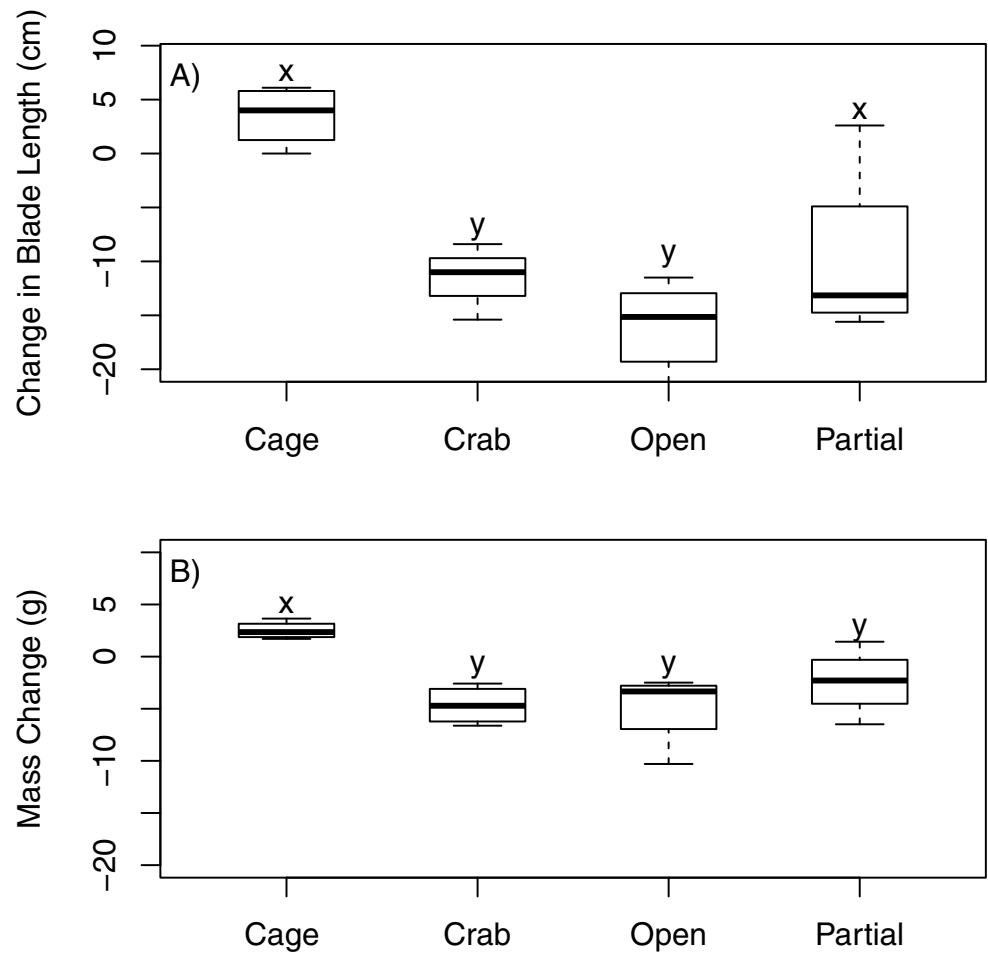 Change in Blade Length (cm)
10
5
0
−10
−20
A)
x
y
y
x
Cage Crab Open Partial
Mass Change (g)
5
0
−10
−20
B)
x
y
y
y
Cage Crab Open Partial